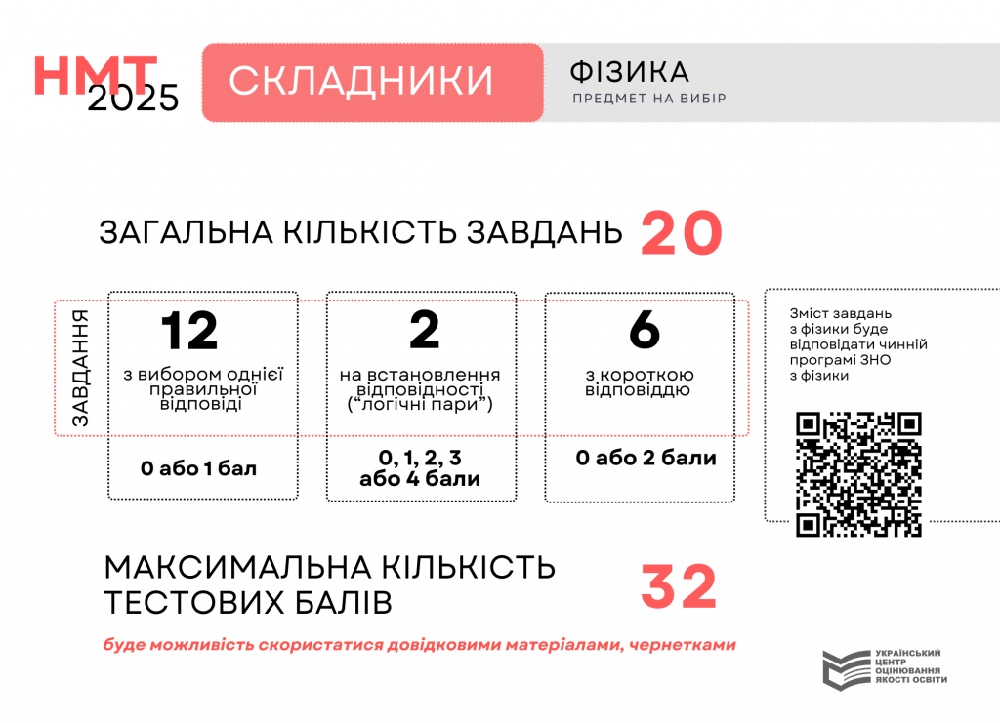 НМТ
2025
СКЛАДНИКИ
ФІЗИКА
ПРЕДМЕТ НА ВИБІР
ЗАГАЛЬНА КІЛЬКІСТЬ ЗАВДАНЬ 20
ЗАВДАННЯ
12
з вибором однієї
правильної
відповіді
0 або 1 бал
2
на встановлення
відповідності
(“логічні пари”)
0, 1, 2, 3
або 4 бали
6
з короткою
відповіддю
0 або 2 бали
Зміст завдань
з фізики буде
відповідати чинній
програмі ЗНО
з фізики
МАКСИМАЛЬНА КІЛЬКІСТЬ
ТЕСТОВИХ БАЛІВ
32
буде можливість скористатися довідковими матеріалами, чернетками
УКРАЇНСЬКИЙ
ЦЕНТР
ОЦІНЮВАННЯ
ЯКОСТІ ОСВІТИ